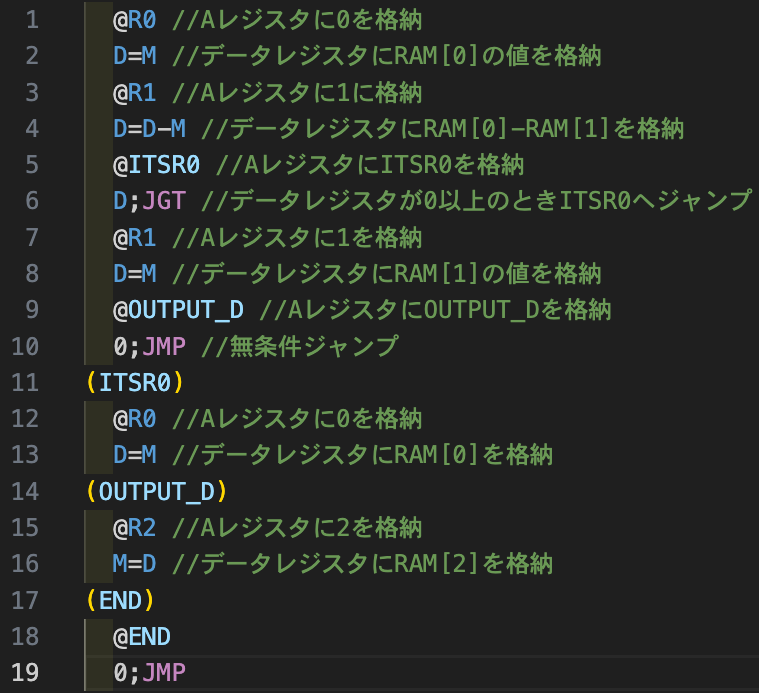 1 @R0 //Aレジスタに0を格納
2 D=M //データレジスタにRAM[0]の値を格納
3 @R1 //Aレジスタに1に格納
4 D=D-M //データレジスタにRAM[0]-RAM[1]を格納
5 @ITSR0 //AレジスタにITSR0を格納
6 D;JGT //データレジスタが0以上のときITSR0へジャンプ
7 @R1 //Aレジスタに1を格納
8 D=M //データレジスタにRAM[1]の値を格納
9 @OUTPUT_D //AレジスタにOUTPUT_Dを格納
10 0;JMP //無条件ジャンプ
11 (ITSR0)
12 @R0 //Aレジスタに0を格納
13 D=M //データレジスタにRAM[0]を格納
14 (OUTPUT_D)
15 @R2 //Aレジスタに2を格納
16 M=D //データレジスタにRAM[2]を格納
17 (END)
18 @END
19 0;JMP